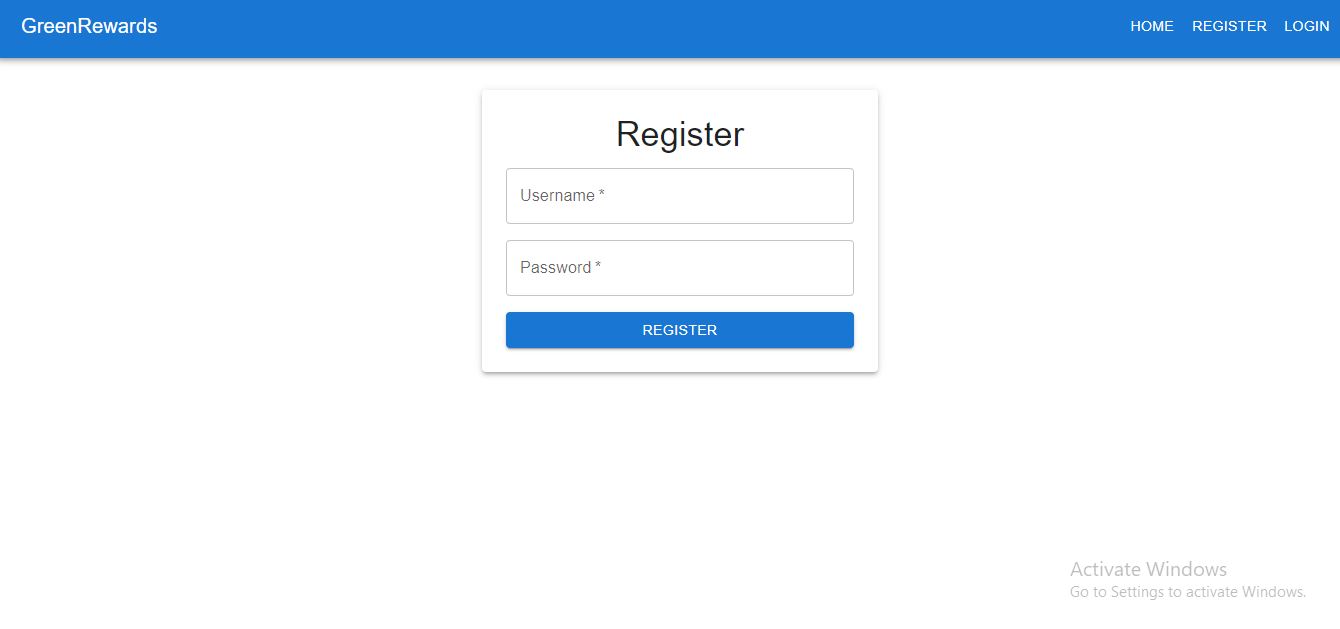 GreenRewards
HOME REGISTER LOGIN
Register
Username *
Password *
REGISTER
Activate Windows
Go to Settings to activate Windows.